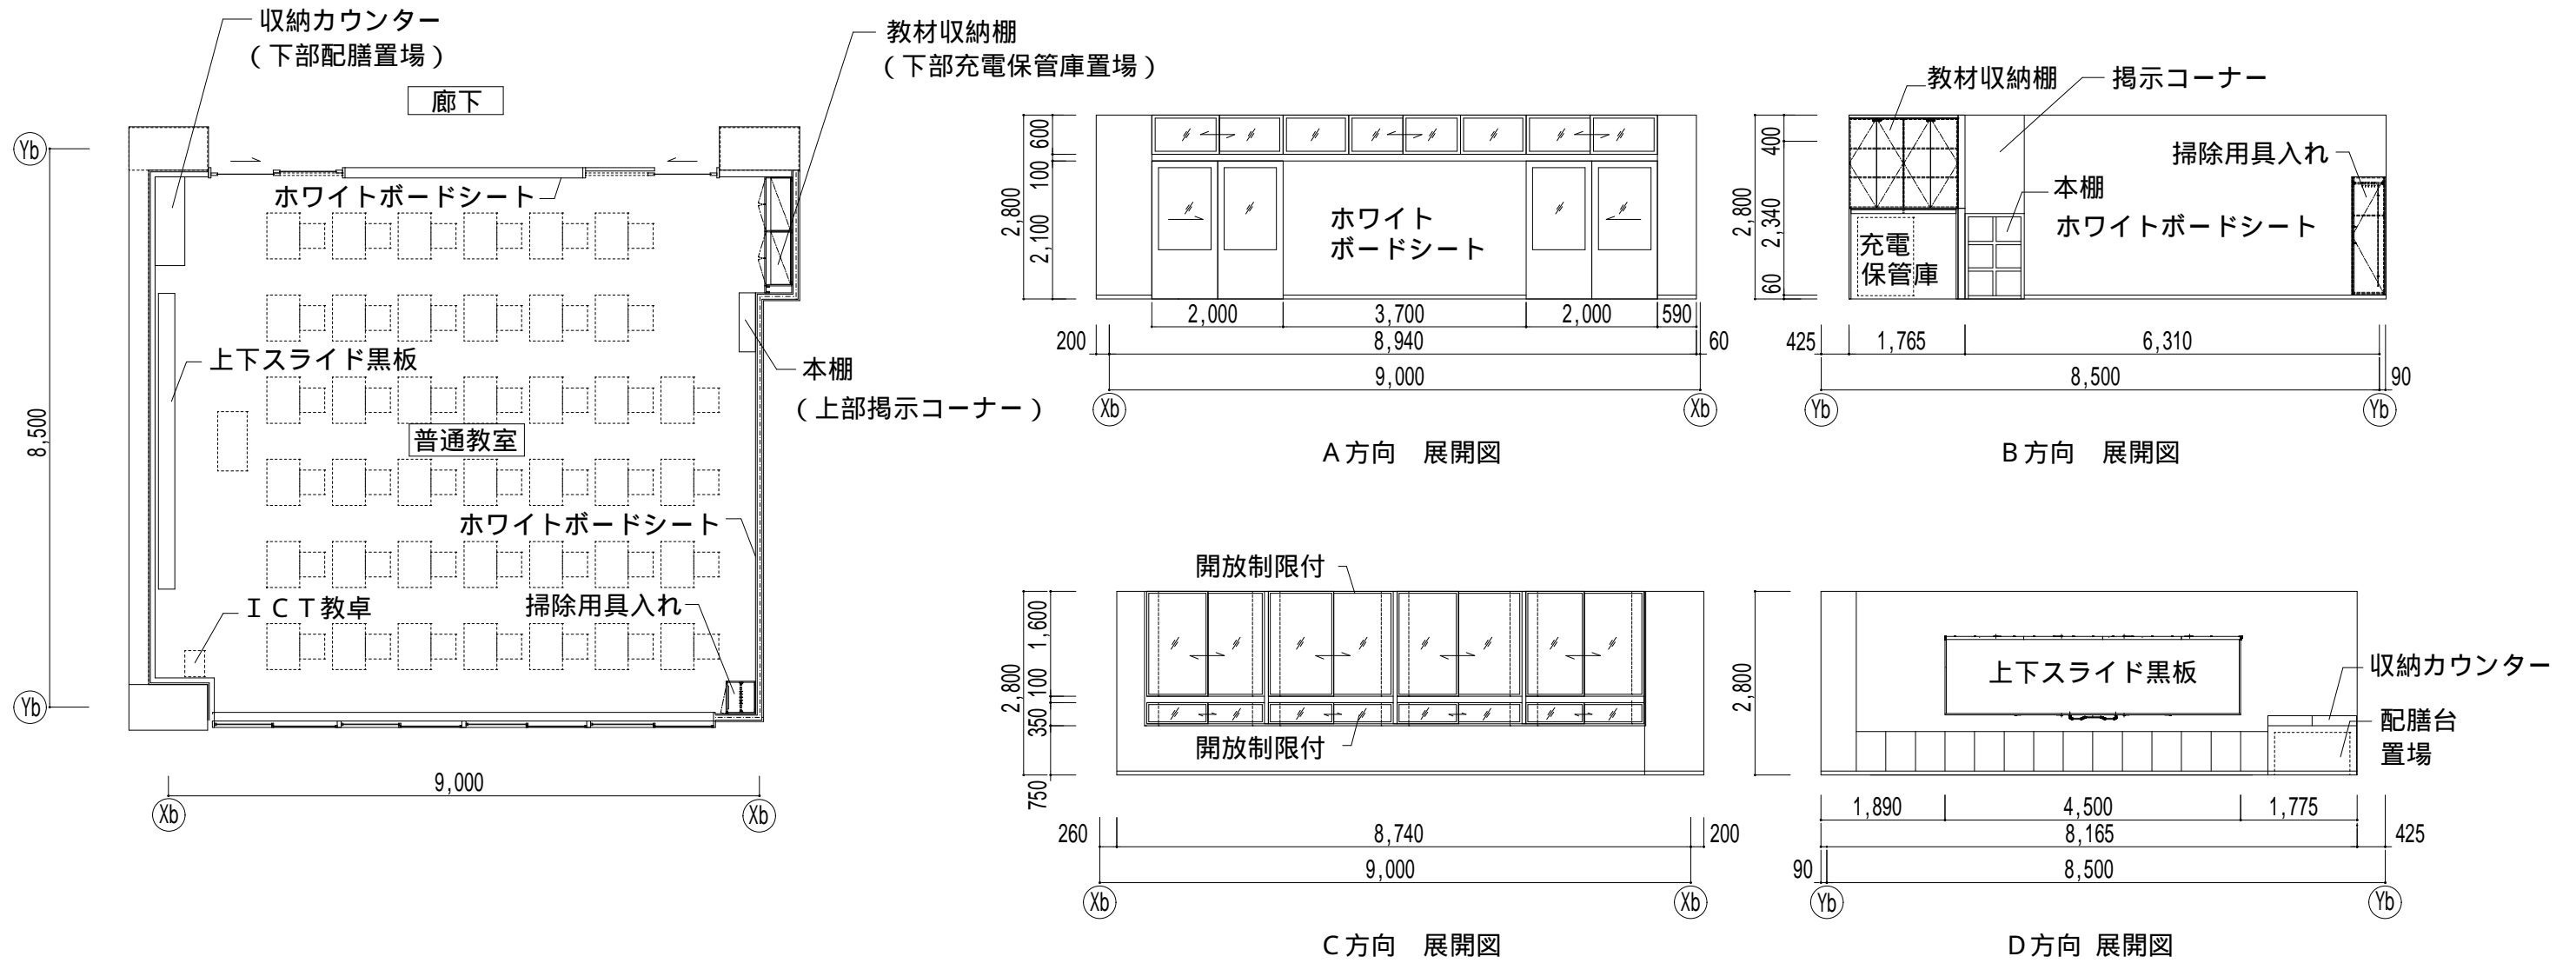 収納カウンター
（下部配膳置場）
廊下
教材収納棚
（下部充電保管庫置場）
Yb
ホワイトボードシート
上下スライド黒板
本棚
（上部掲示コーナー）
普通教室
8,500
ホワイトボードシート
ＩＣＴ教卓
掃除用具入れ
Yb
9,000
Xb
Xb
600
100
2,100
2,800
ホワイト
ボードシート
2,000
3,700
2,000
590
200
8,940
60
9,000
Xb
Xb
Ａ方向　展開図
教材収納棚
掲示コーナー
掃除用具入れ
本棚
ホワイトボードシート
充電
保管庫
400
2,340
60
2,800
425
1,765
6,310
8,500
90
Yb
Yb
Ｂ方向　展開図
開放制限付
1,600
100
350
750
2,800
開放制限付
260
8,740
200
9,000
Xb
Xb
Ｃ方向　展開図
2,800
上下スライド黒板
収納カウンター
配膳台
置場
1,890
4,500
1,775
8,165
425
90
8,500
Yb
Yb
Ｄ方向 展開図